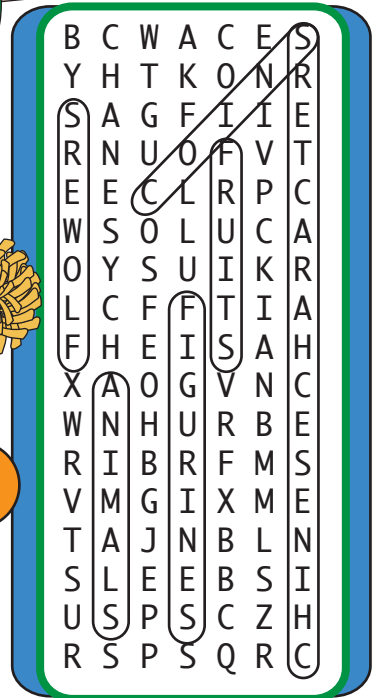 B C W A C E S
Y H T K O N R
S A G F I I E
R N U O F V T
E E C L R P C
W S O L U C A
O Y S U I K R
L C F F T I A
F H E I S A H
X A O G V N C
W N H U R B E
R I B R F M S
V M G I X M E
T A J N B L N
S L E E B S I
U S P S C Z H
R S P S Q R C